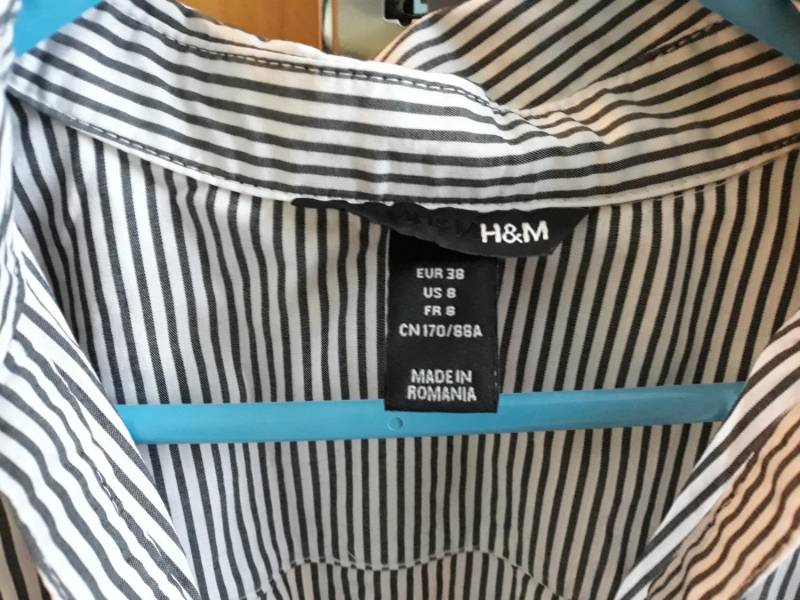 H&M
EUR 38
US 8
FR 8
CN170/88A
MADE IN
ROMANIA